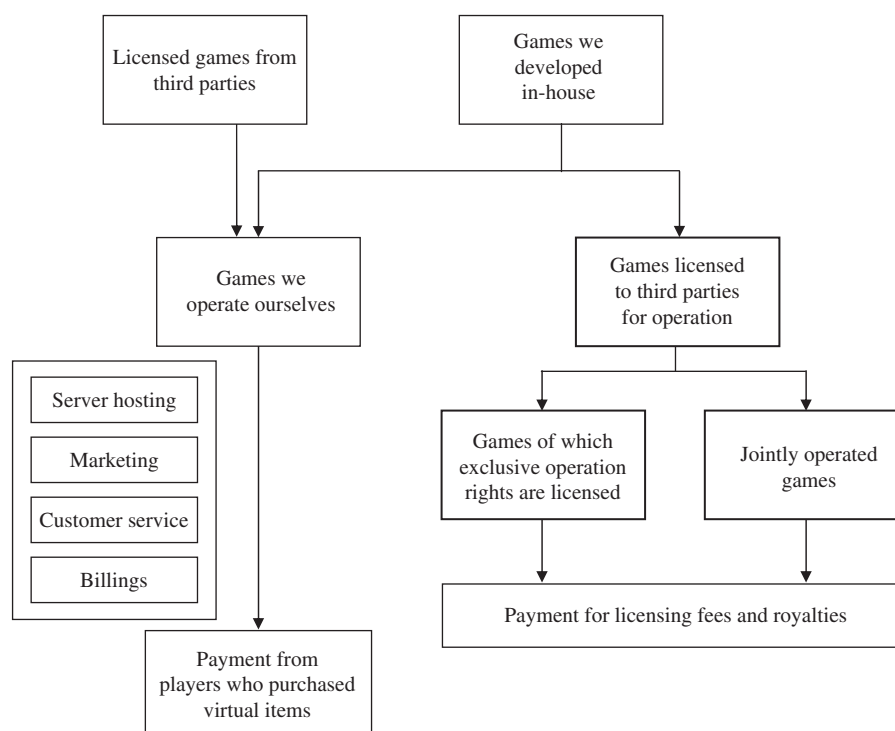 Licensed games from
third parties
Games we
developed
in-house
Games we
operate ourselves
Games licensed
to third parties
for operation
Server hosting
Marketing
Customer service
Billings
Games of which
exclusive operation
rights are licensed
Jointly operated
games
Payment for licensing fees and royalties
Payment from
players who purchased
virtual items